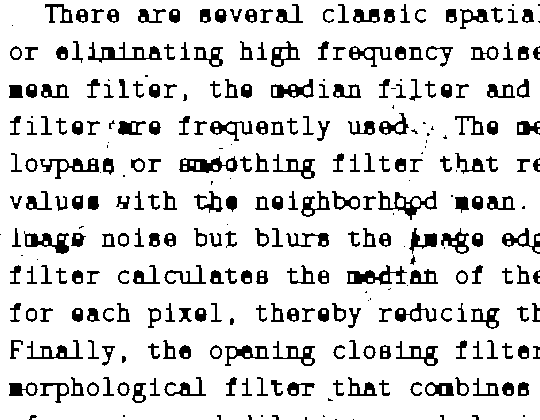 There are several classic spatial
or eliminating high frequency noise
mean filter, the median filter and
filter are frequently used. The me
lowpass or smoothing filter that re
values with the neighborhood mean.
image noise but blurs the image edg
filter calculates the median of the
for each pixel, thereby reducing th
Finally, the opening closing filter
morphological filter that combines